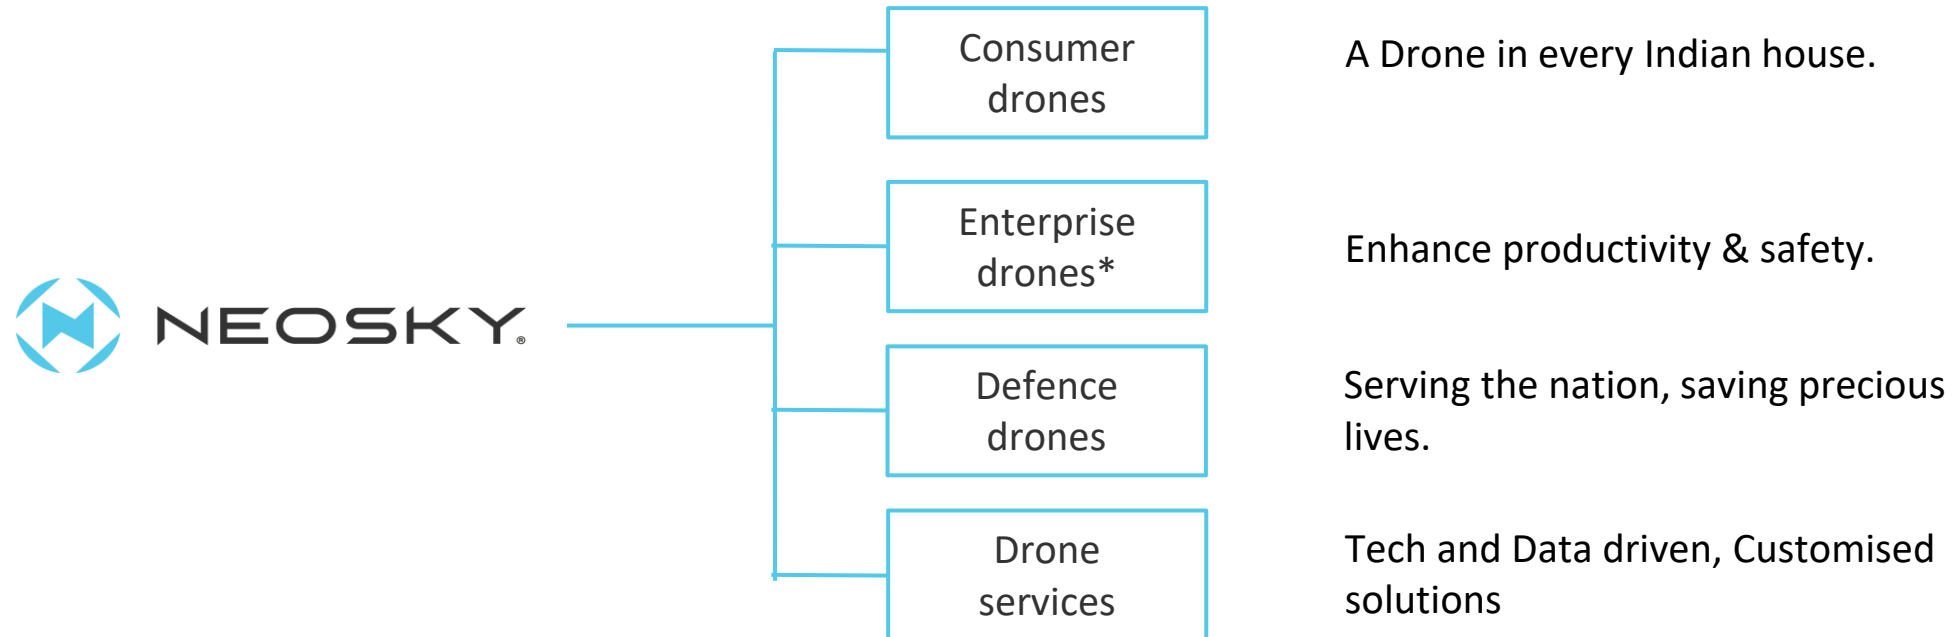 Consumer
drones
A Drone in every Indian house.
Enterprise
drones*
Enhance productivity & safety.
NEOSKY®
Defence
drones
Serving the nation, saving precious
lives.
Drone
services
Tech and Data driven, Customised
solutions